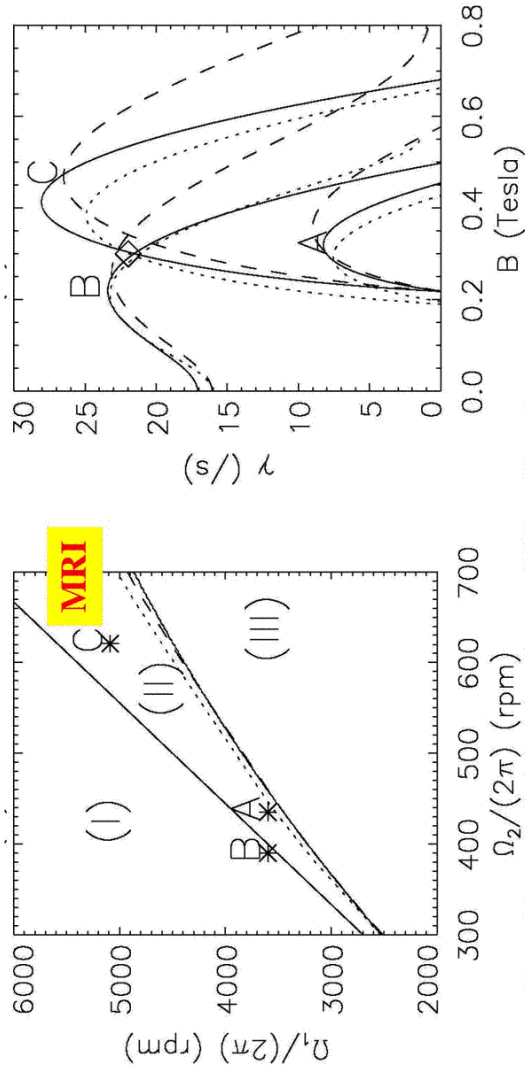 30
25
20
15
10
5
0
γ (/s)
0.0
0.2
0.4
0.6
0.8
B (Tesla)
A
B
C
MRI
6000
5000
4000
3000
2000
Ω₁/(2π) (rpm)
300
400
500
600
700
Ω₂/(2π) (rpm)
(I)
(II)
(III)
A
B
C